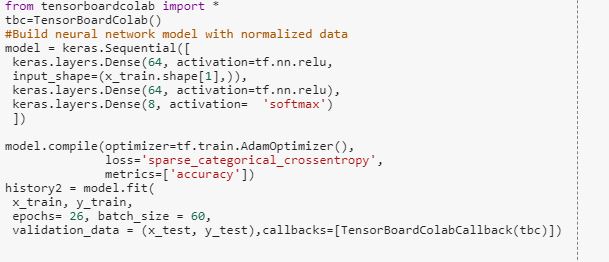 from tensorboardcolab import *
tbc=TensorBoardColab()
#Build neural network model with normalized data
model = keras.Sequential([
 keras.layers.Dense(64, activation=tf.nn.relu,
 input_shape=(x_train.shape[1],)),
 keras.layers.Dense(64, activation=tf.nn.relu),
 keras.layers.Dense(8, activation=  'softmax')
 ])

model.compile(optimizer=tf.train.AdamOptimizer(),
              loss='sparse_categorical_crossentropy',
              metrics=['accuracy'])
history2 = model.fit(
 x_train, y_train,
 epochs= 26, batch_size = 60,
 validation_data = (x_test, y_test),callbacks=[TensorBoardColabCallback(tbc)])